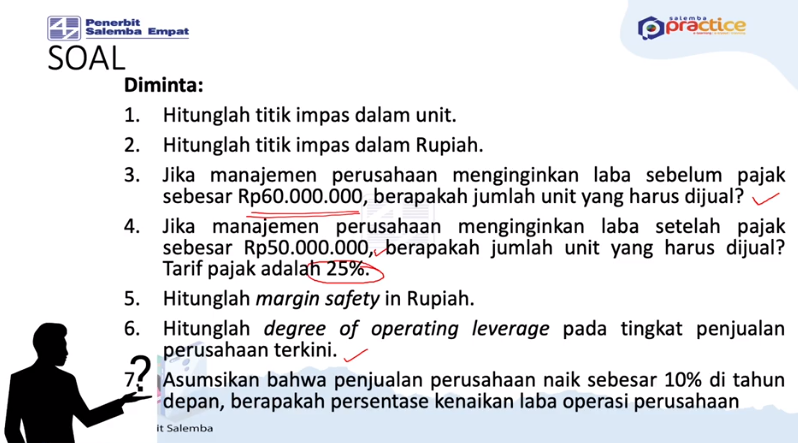 Penerbit
Salemba Empat
salemba
practice
SOAL
Diminta:
1. Hitunglah titik impas dalam unit.
2. Hitunglah titik impas dalam Rupiah.
3. Jika manajemen perusahaan menginginkan laba sebelum pajak
sebesar Rp60.000.000, berapakah jumlah unit yang harus dijual?
4. Jika manajemen perusahaan menginginkan laba setelah pajak
sebesar Rp50.000.000, berapakah jumlah unit yang harus dijual?
Tarif pajak adalah 25%.
5. Hitunglah margin safety in Rupiah.
6. Hitunglah degree of operating leverage pada tingkat penjualan
perusahaan terkini.
7. Asumsikan bahwa penjualan perusahaan naik sebesar 10% di tahun
depan, berapakah persentase kenaikan laba operasi perusahaan
?
it Salemba